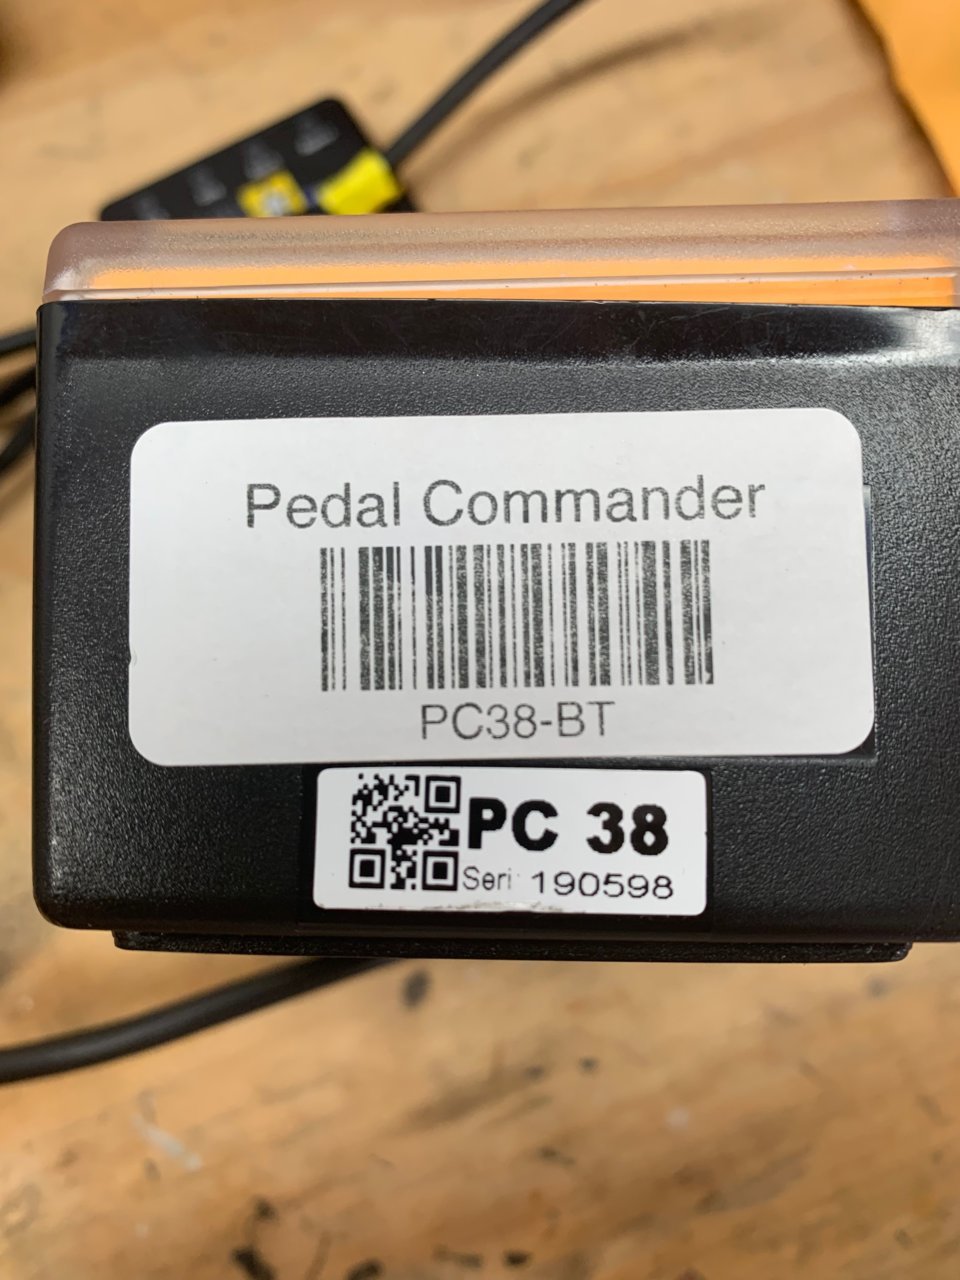 Pedal Commander
PC38-BT
PC 38
Seri: 190598